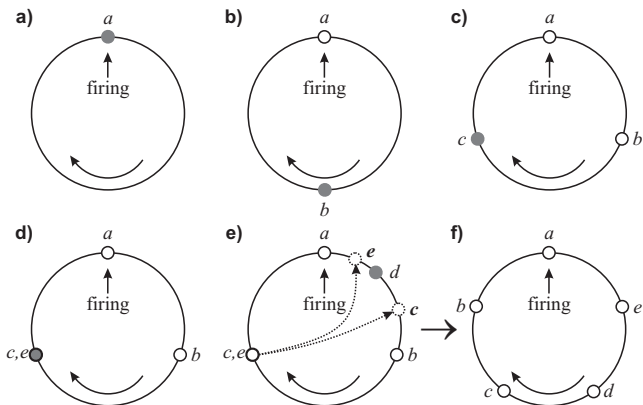 a) a firing
b) a firing b
c) a firing c b
d) a firing c,e b
e) a e d firing c c,e b
f) a firing b e c d